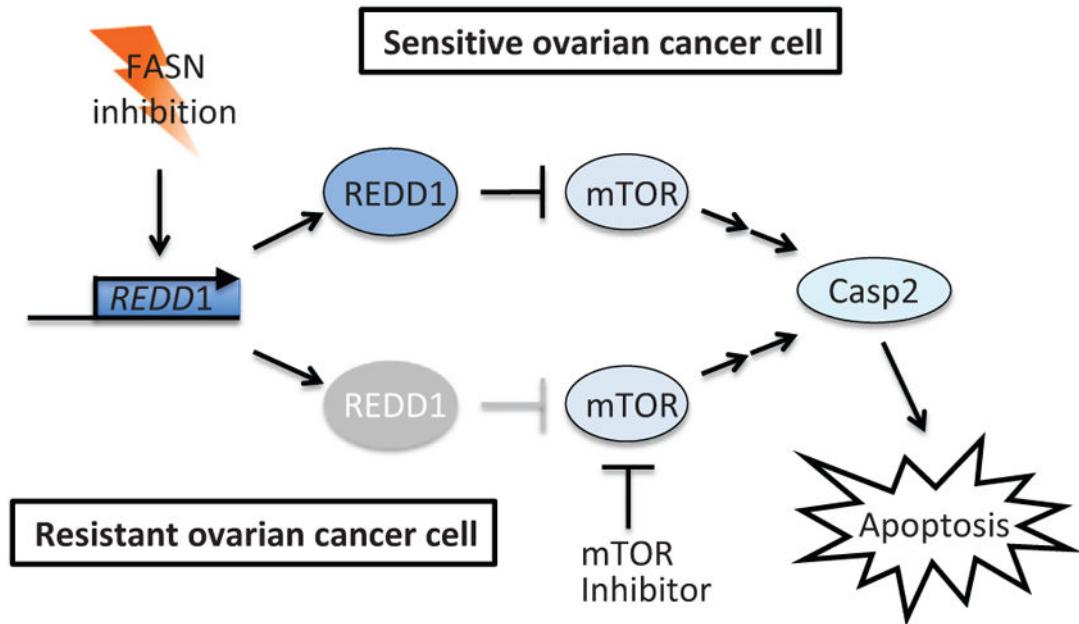 Sensitive ovarian cancer cell
FASN
inhibition
REDD1
mTOR
REDD1
Casp2
REDD1
mTOR
Resistant ovarian cancer cell
mTOR
Inhibitor
Apoptosis